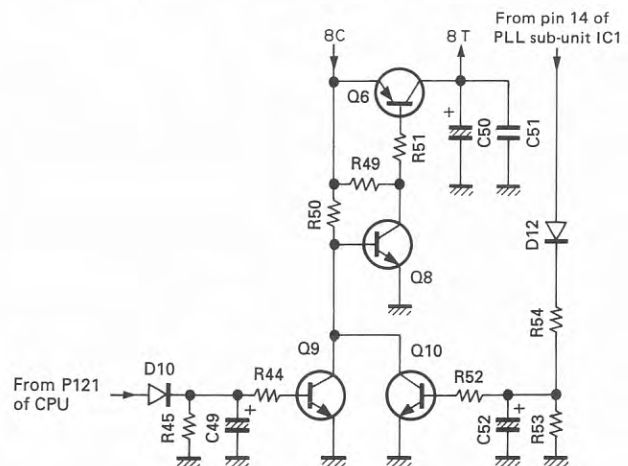 From pin 14 of
PLL sub-unit IC1
8C
8T
Q6
+
C50
C51
R51
R49
R50
Q8
D12
R54
Q9
Q10
D10
From P121
of CPU
R44
R45
C49
+
R52
C52
+
R53